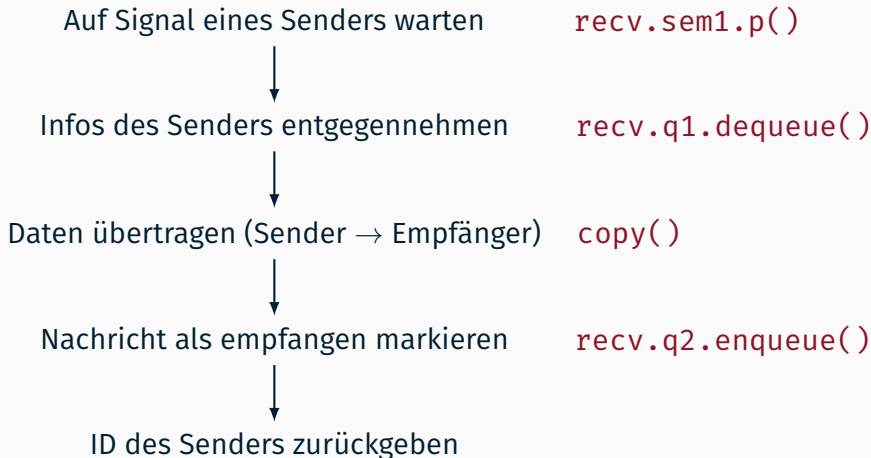 Auf Signal eines Senders warten recv.sem1.p()
Infos des Senders entgegennehmen recv.q1.dequeue()
Daten übertragen (Sender → Empfänger) copy()
Nachricht als empfangen markieren recv.q2.enqueue()
ID des Senders zurückgeben